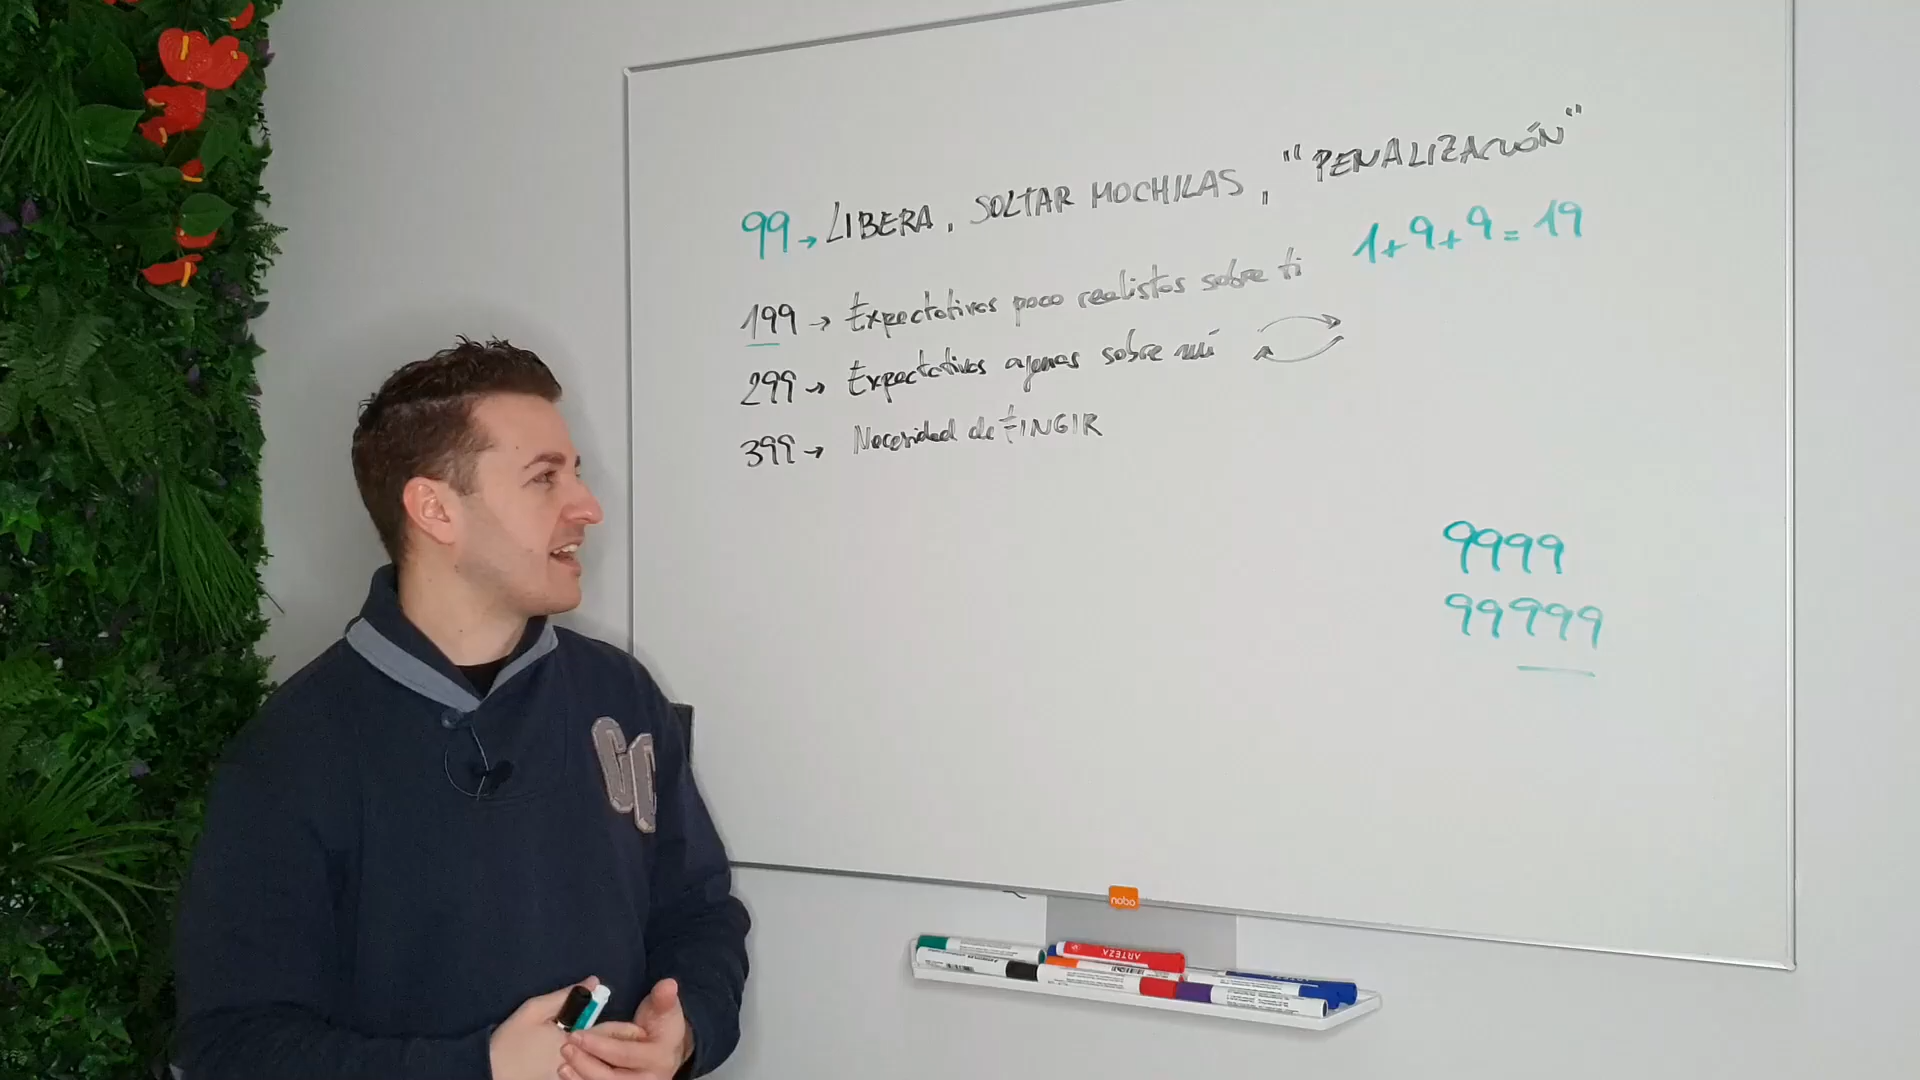 99 → LIBERA, SOLTAR MOCHILAS, "PENALIZACIÓN"
1+9+9=19
199 → Expectativas poco realistas sobre ti
299 → Expectativas ajenas sobre mí
399 → Necesidad de FINGIR
9999
99999
CC
nobo
ARTEZA